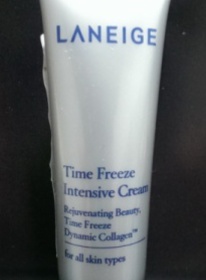 LANEIGE
Time Freeze
Intensive Cream
Rejuvenating Beauty,
Time Freeze
Dynamic Collagen™
for all skin types